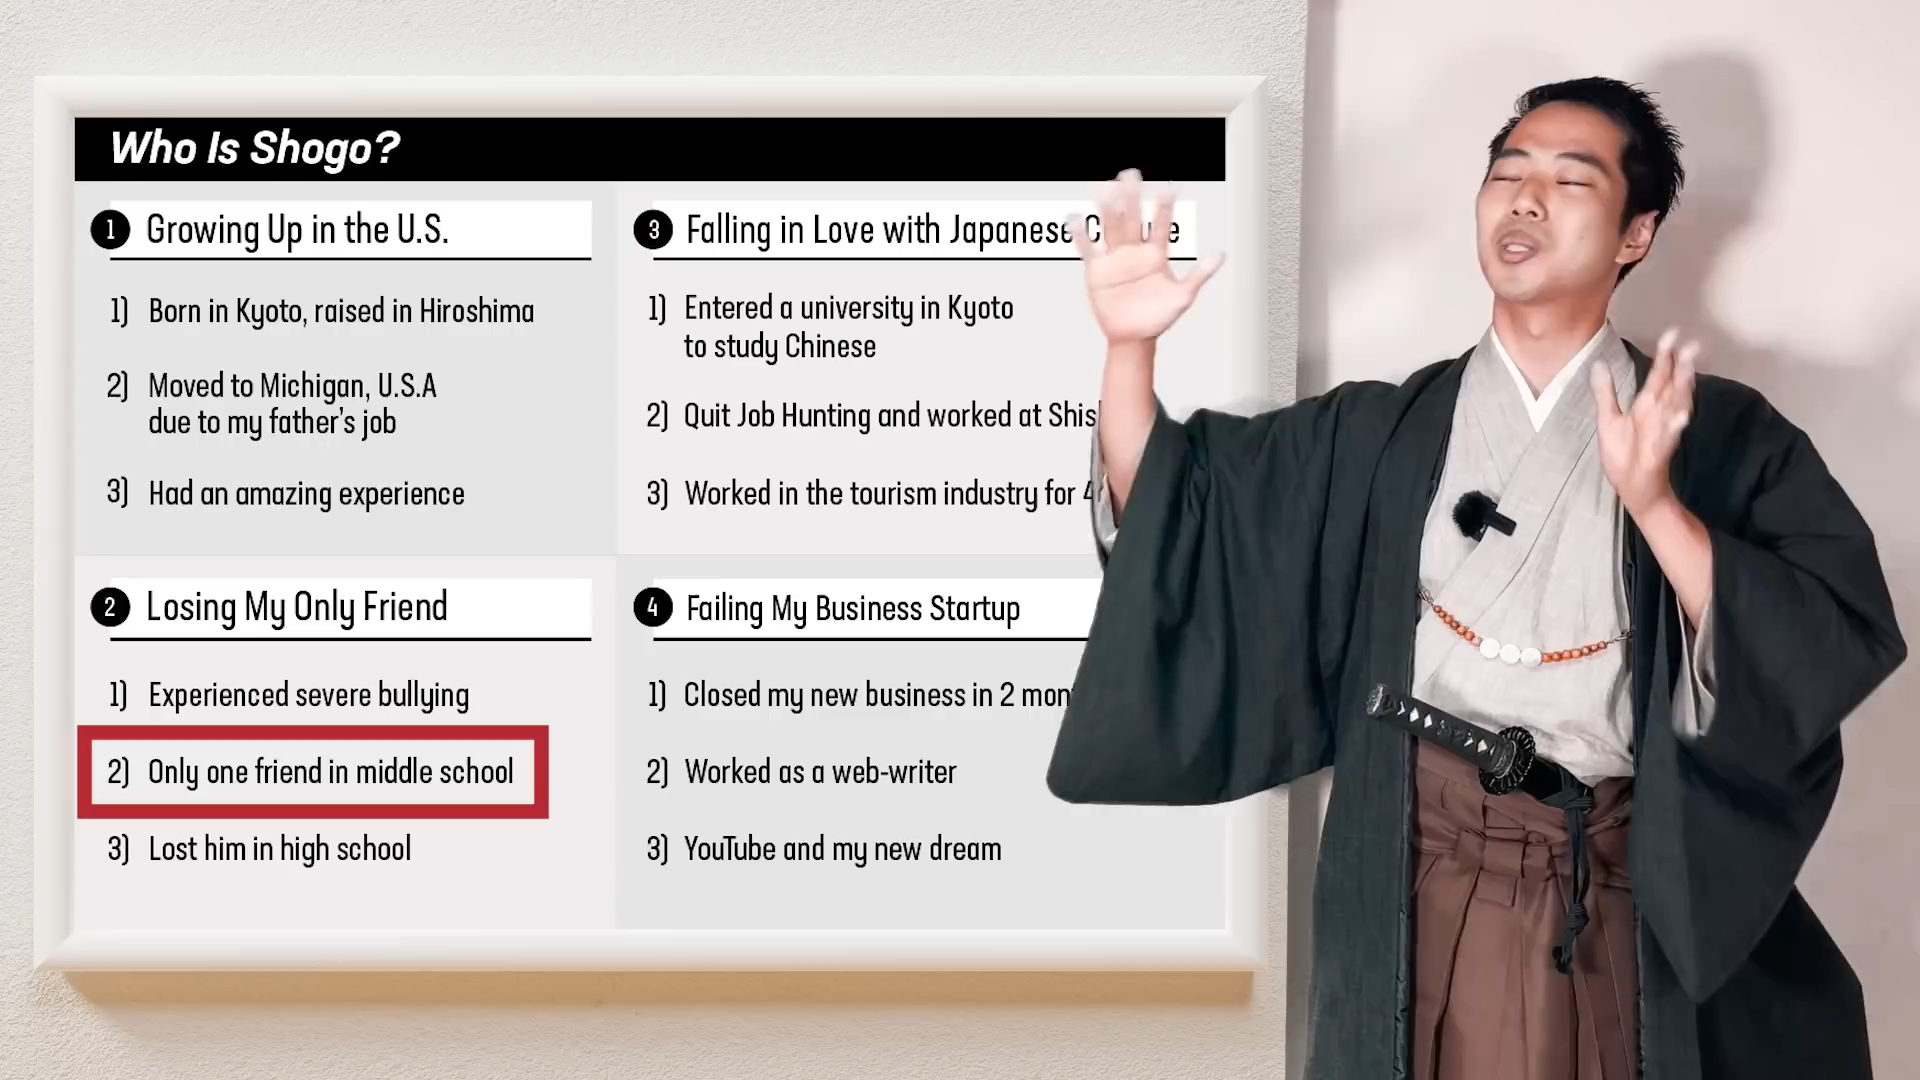 Who Is Shogo?
1 Growing Up in the U.S.
1) Born in Kyoto, raised in Hiroshima
2) Moved to Michigan, U.S.A
due to my father's job
3) Had an amazing experience
2 Losing My Only Friend
1) Experienced severe bullying
2) Only one friend in middle school
3) Lost him in high school
3 Falling in Love with Japanese
1) Entered a university in Kyoto
to study Chinese
2) Quit Job Hunting and worked at
3) Worked in the tourism industry for
4 Failing My Business Startup
1) Closed my new business in 2
2) Worked as a web-writer
3) YouTube and my new dream